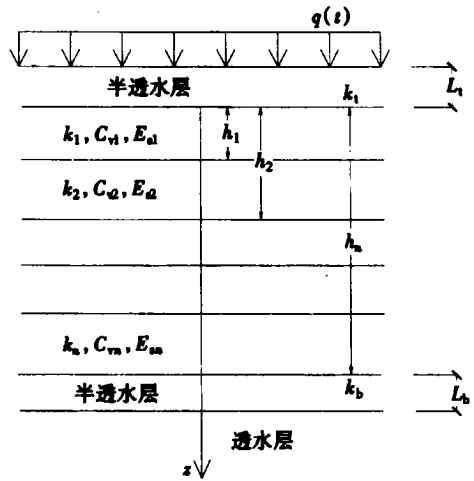 q(t)
半透水层
k_t
L_t
k_1, C_v1, E_s1
h_1
h_2
k_2, C_v2, E_s2
h_n
k_n, C_vn, E_sn
半透水层
k_b
L_b
透水层
z